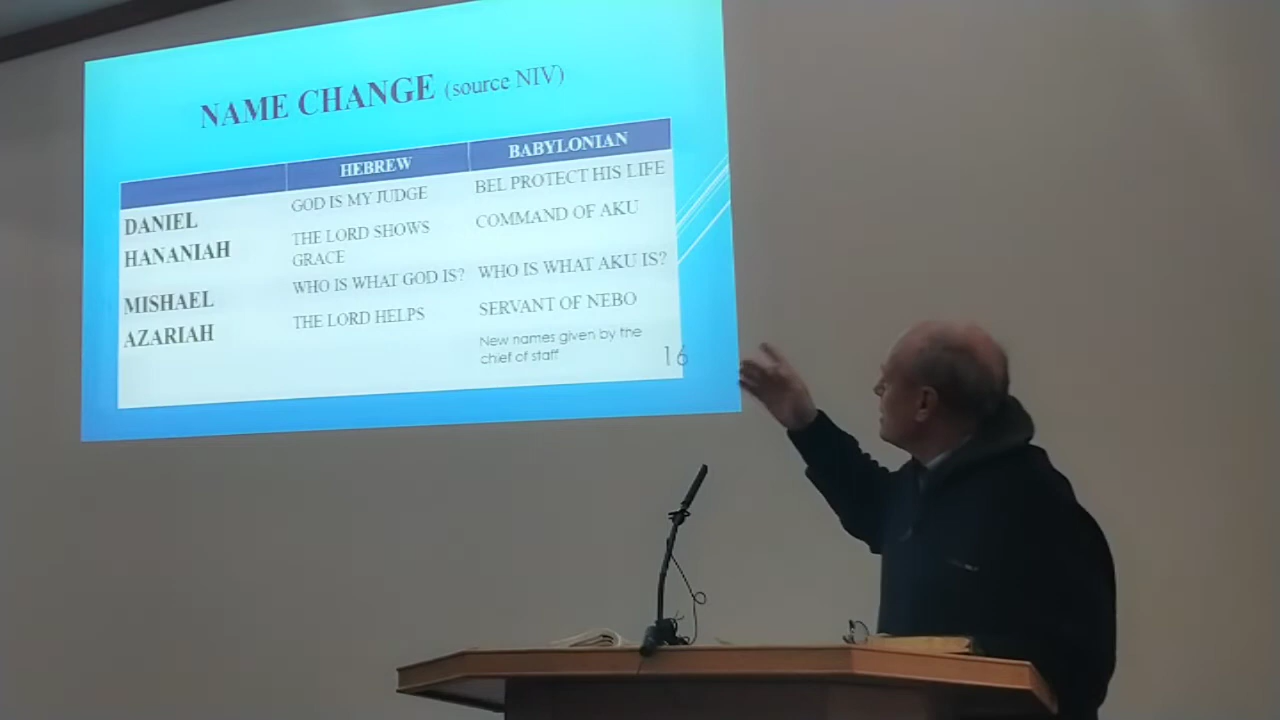 NAME CHANGE (source NIV)
HEBREW BABYLONIAN
DANIEL GOD IS MY JUDGE BEL PROTECT HIS LIFE
HANANIAH THE LORD SHOWS COMMAND OF AKU
GRACE
MISHAEL WHO IS WHAT GOD IS? WHO IS WHAT AKU IS?
AZARIAH THE LORD HELPS SERVANT OF NEBO
New names given by the
chief of staff
16